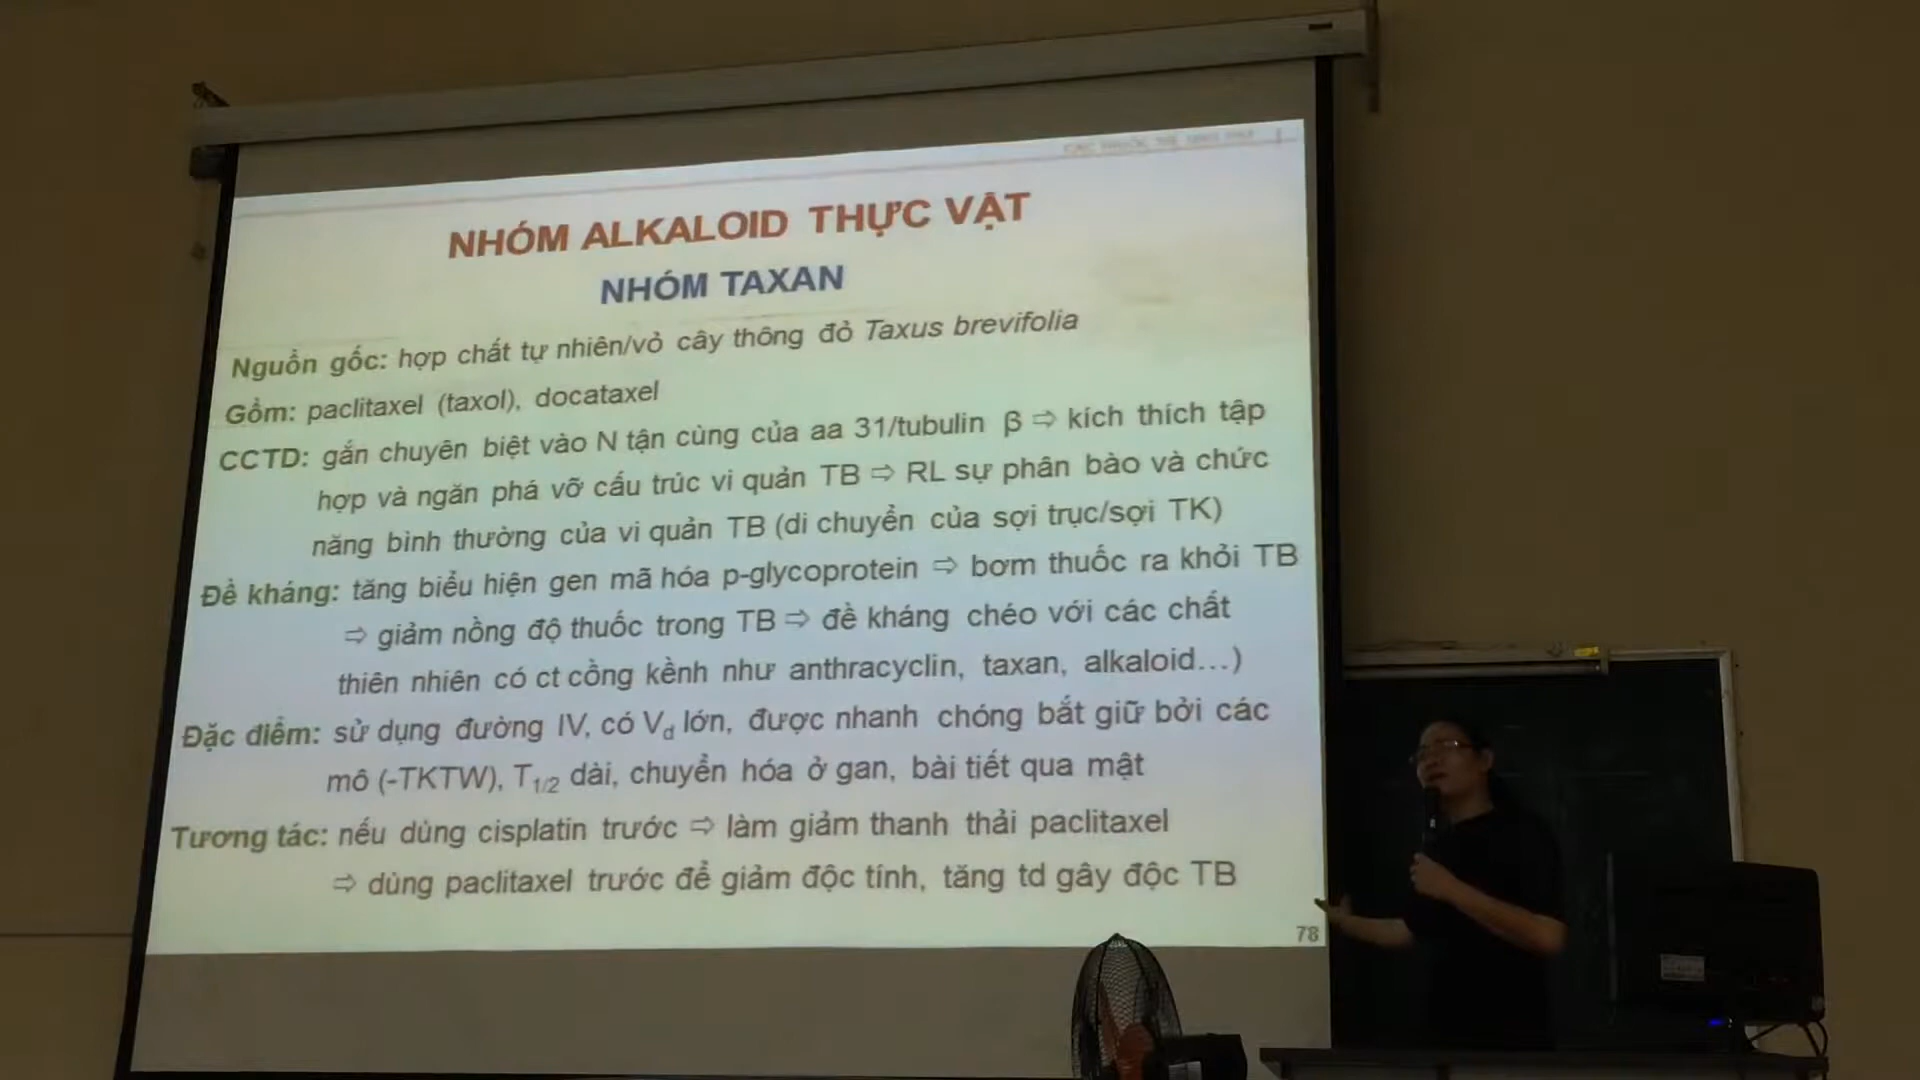 NHÓM ALKALOID THỰC VẬT
NHÓM TAXAN
Nguồn gốc: hợp chất tự nhiên/vỏ cây thông đỏ Taxus brevifolia
Gồm: paclitaxel (taxol), docataxel
CCTD: gắn chuyên biệt vào N tận cùng của aa 31/tubulin β ⇨ kích thích tập
hợp và ngăn phá vỡ cấu trúc vi quản TB ⇨ RL sự phân bào và chức
năng bình thường của vi quản TB (di chuyển của sợi trục/sợi TK)
Đề kháng: tăng biểu hiện gen mã hóa p-glycoprotein ⇨ bơm thuốc ra khỏi TB
⇨ giảm nồng độ thuốc trong TB ⇨ đề kháng chéo với các chất
thiên nhiên có ct cồng kềnh như anthracyclin, taxan, alkaloid…)
Đặc điểm: sử dụng đường IV, có Vd lớn, được nhanh chóng bắt giữ bởi các
mô (-TKTW), T1/2 dài, chuyển hóa ở gan, bài tiết qua mật
Tương tác: nếu dùng cisplatin trước ⇨ làm giảm thanh thải paclitaxel
⇨ dùng paclitaxel trước để giảm độc tính, tăng td gây độc TB
78